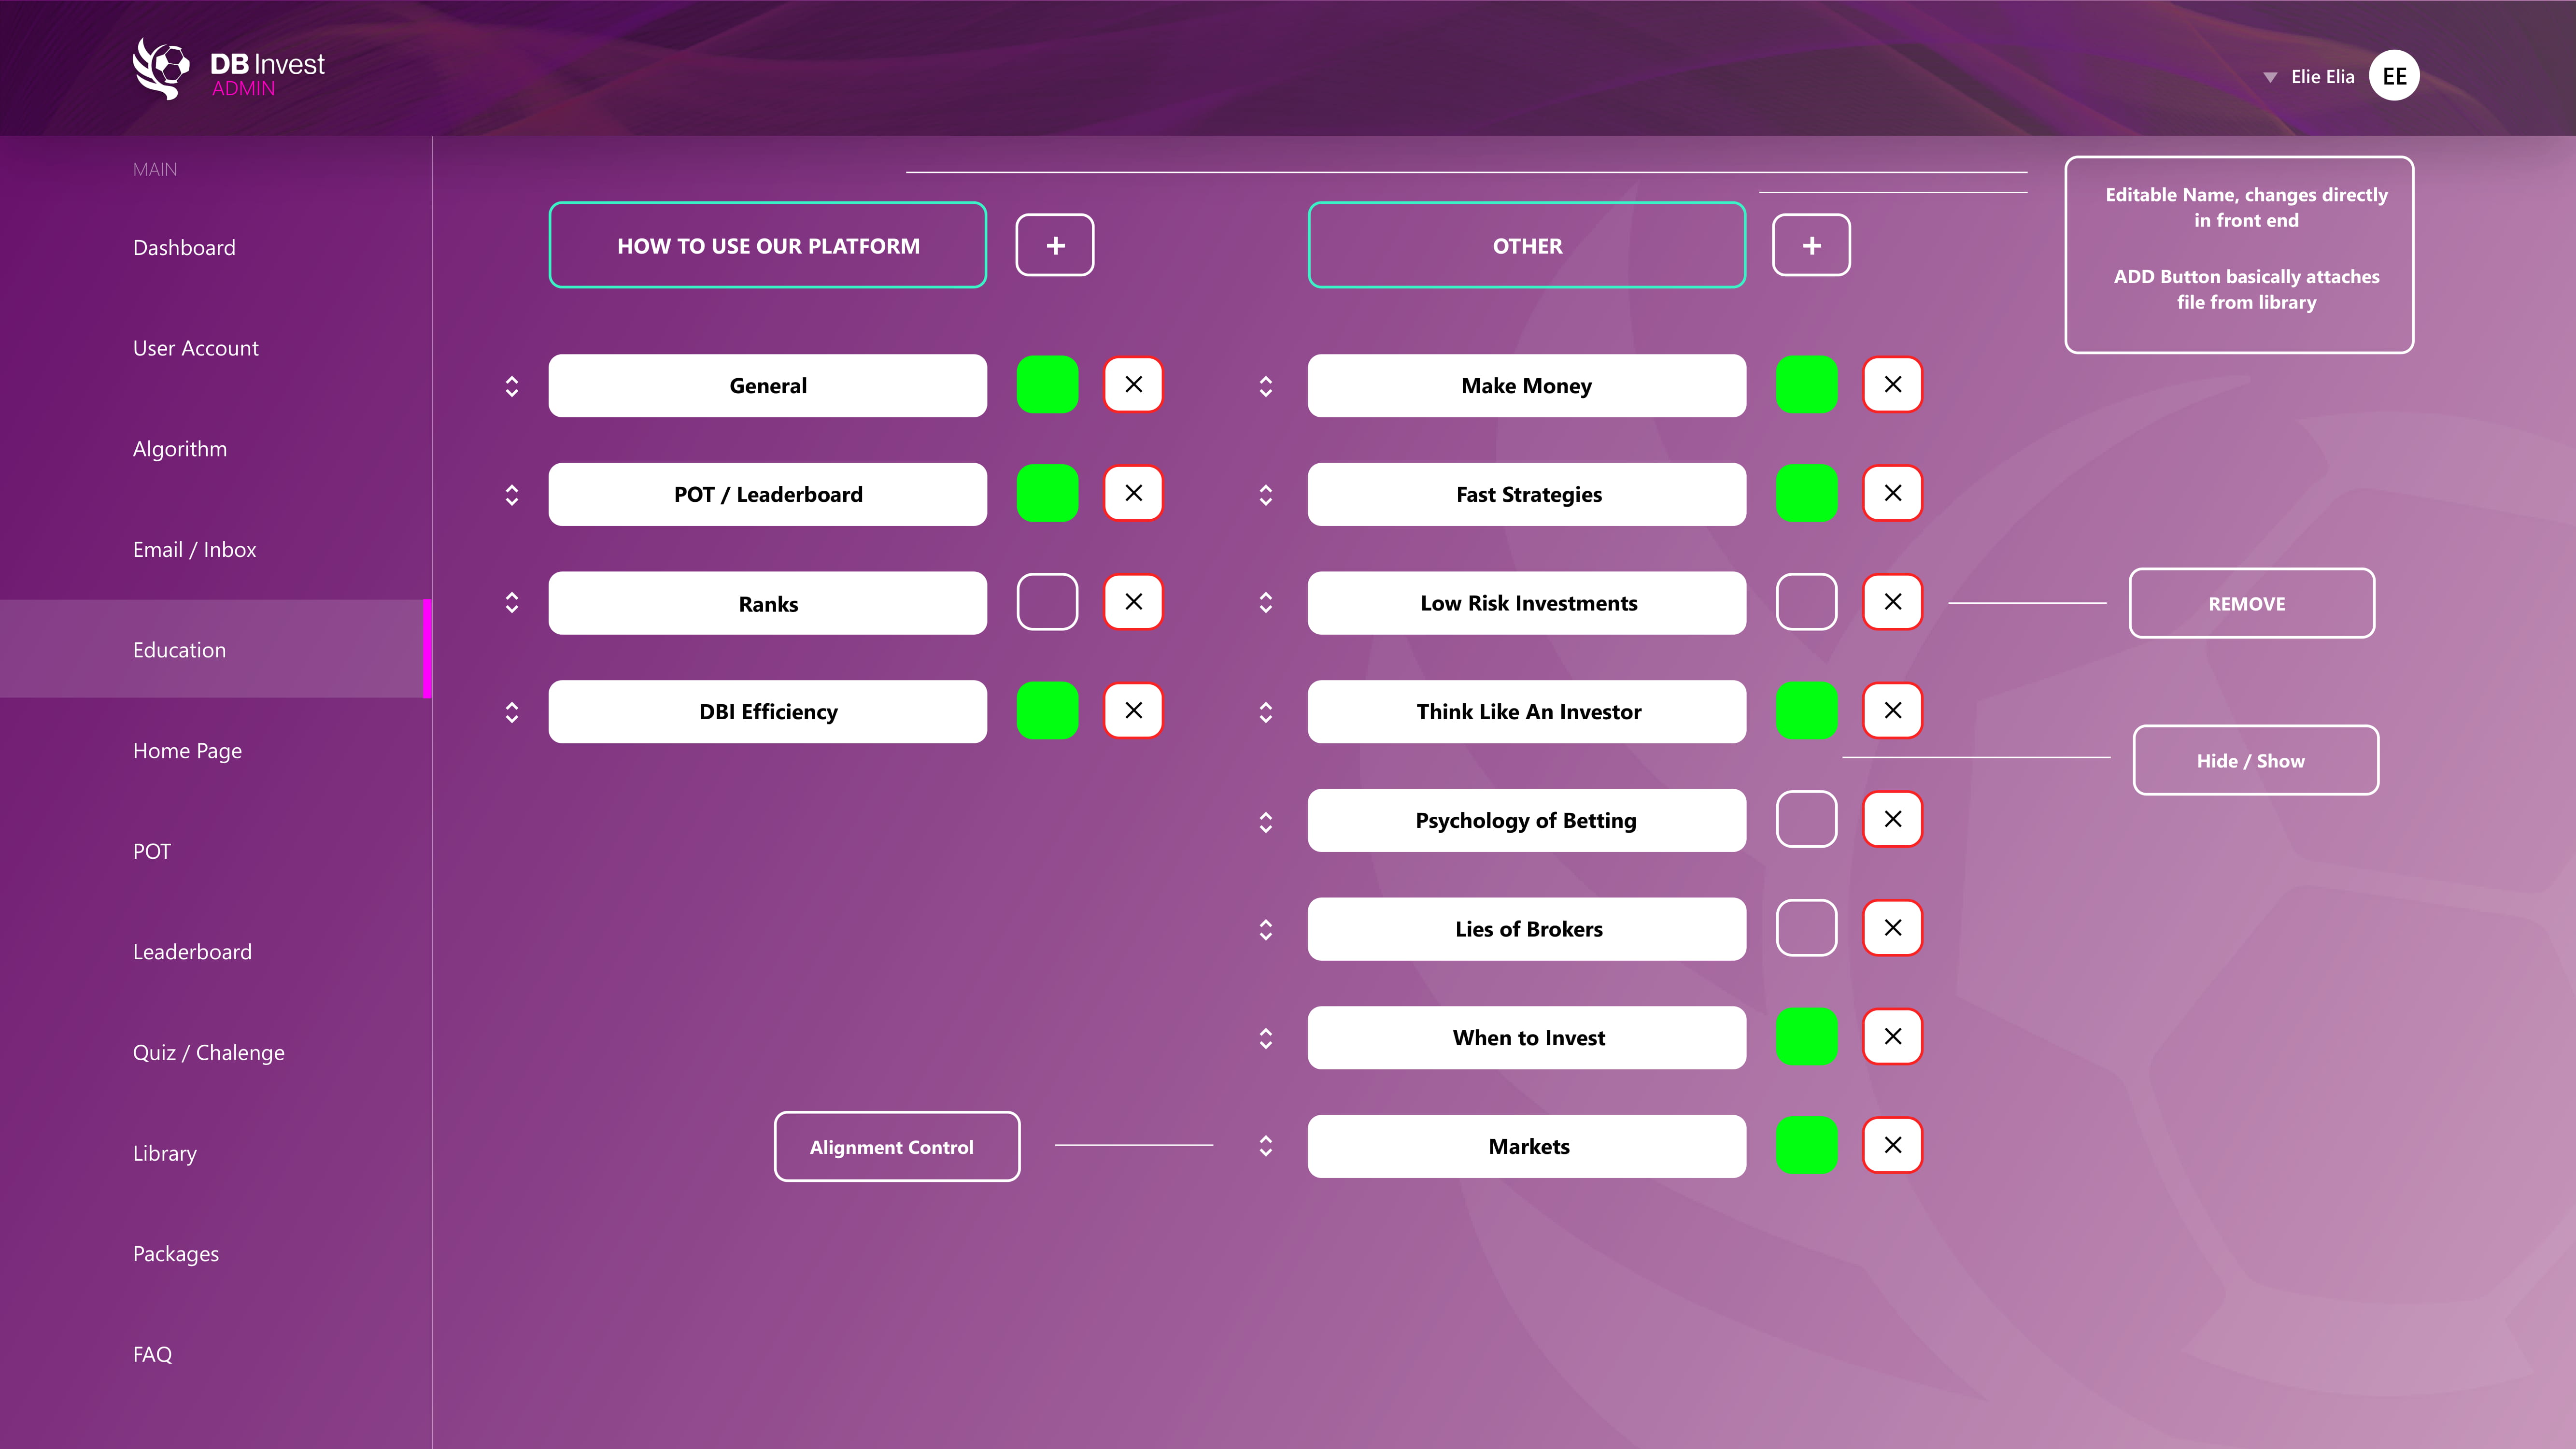 DB Invest
ADMIN
Elie Elia
EE
MAIN
Dashboard
User Account
Algorithm
Email / Inbox
Education
Home Page
POT
Leaderboard
Quiz / Chalenge
Library
Packages
FAQ
HOW TO USE OUR PLATFORM
+
General
POT / Leaderboard
Ranks
DBI Efficiency
OTHER
+
Make Money
Fast Strategies
Low Risk Investments
Think Like An Investor
Psychology of Betting
Lies of Brokers
When to Invest
Markets
Editable Name, changes directly
in front end
ADD Button basically attaches
file from library
REMOVE
Hide / Show
Alignment Control